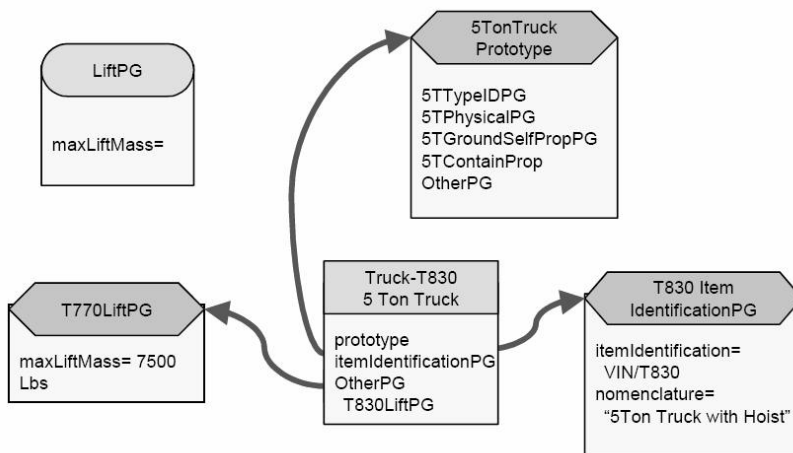 LiftPG
maxLiftMass=
5TonTruck
Prototype
5TTypeIDPG
5TPhysicalPG
5TGroundSelfPropPG
5TContainProp
OtherPG
T770LiftPG
maxLiftMass= 7500
Lbs
Truck-T830
5 Ton Truck
prototype
itemIdentificationPG
OtherPG
T830LiftPG
T830 Item
IdentificationPG
itemIdentification=
VIN/T830
nomenclature=
“5Ton Truck with Hoist”